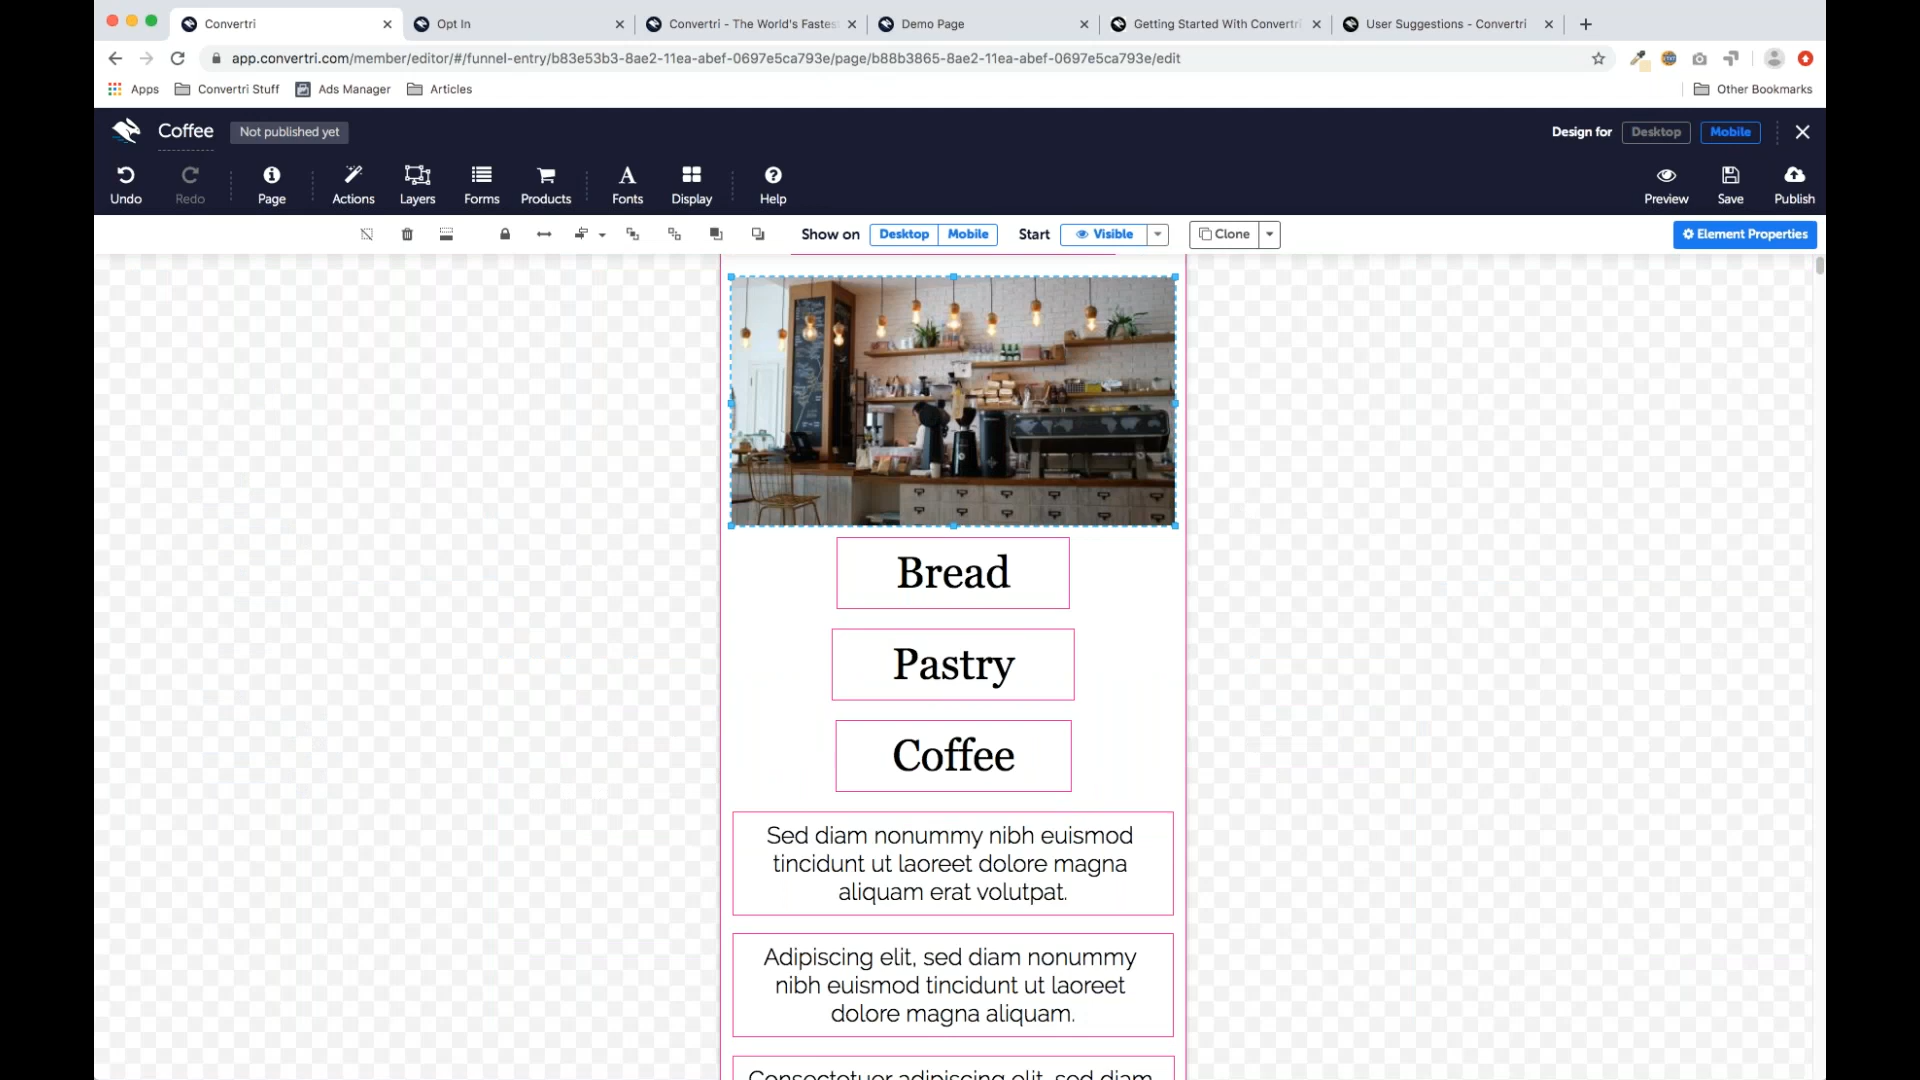 Convertri
Opt In
Convertri - The World's Fastes
Demo Page
Getting Started With Convertri
User Suggestions - Convertri
app.convertri.com/member/editor/#/funnel-entry/b83e53b3-8ae2-11ea-abef-0697e5ca793e/page/b88b3865-8ae2-11ea-abef-0697e5ca793e/edit
Apps
Convertri Stuff
Ads Manager
Articles
Other Bookmarks
Coffee
Not published yet
Design for
Desktop
Mobile
Undo
Redo
Page
Actions
Layers
Forms
Products
Fonts
Display
Help
Preview
Save
Publish
Show on
Desktop
Mobile
Start
Visible
Clone
Element Properties
Bread
Pastry
Coffee
Sed diam nonummy nibh euismod
tincidunt ut laoreet dolore magna
aliquam erat volutpat.
Adipiscing elit, sed diam nonummy
nibh euismod tincidunt ut laoreet
dolore magna aliquam.
Consectetuer adipiscing elit, sed diam